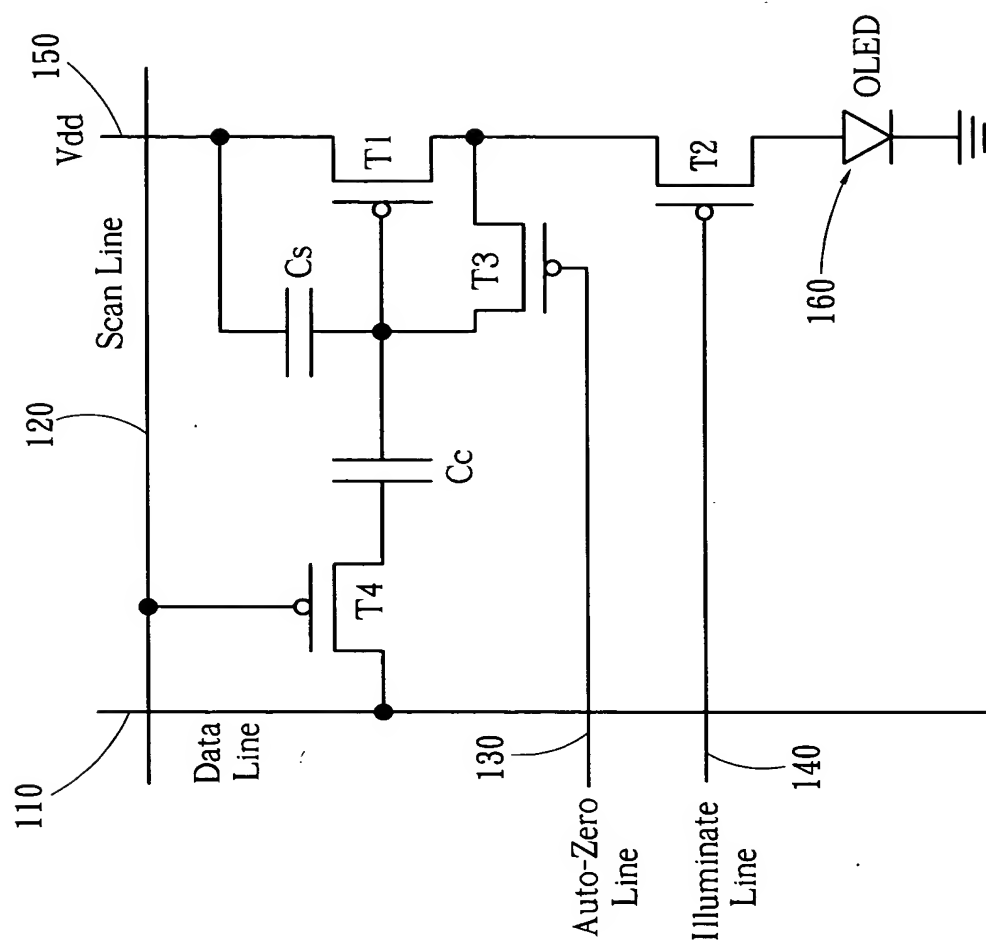 150
Vdd
Scan Line
120
110
Data
Line
T1
Cs
T3
Cc
T4
T2
OLED
160
130
140
Auto-Zero
Line
Illuminate
Line